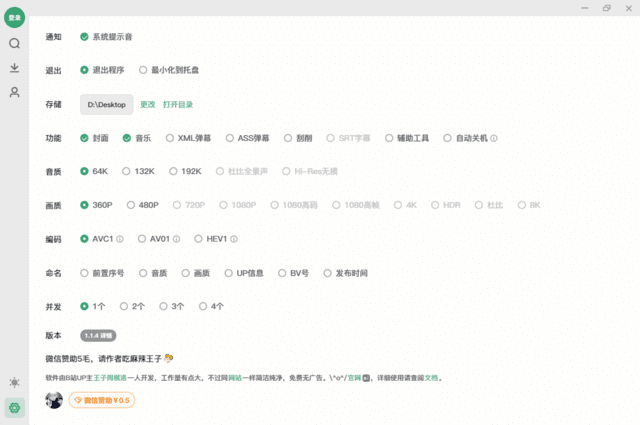 登录
通知 系统提示音
退出 退出程序 最小化到托盘
存储 D:\Desktop 更改 打开目录
功能 封面 音乐 XML弹幕 ASS弹幕 刮削 SRT字幕 辅助工具 自动关机
音质 64K 132K 192K 杜比全景声 Hi-Res无损
画质 360P 480P 720P 1080P 1080高码 1080高帧 4K HDR 杜比 8K
编码 AVC1 AV01 HEV1
命名 前置序号 音质 画质 UP信息 BV号 发布时间
并发 1个 2个 3个 4个
版本 1.1.4 详细
微信赞助5毛，请作者吃麻辣王子
软件由B站UP主王子周棋洛一人开发，工作量有点大，不过同网站一样简洁纯净，免费无广告。\^o^/官网，详细使用请查阅文档。
微信赞助￥0.5